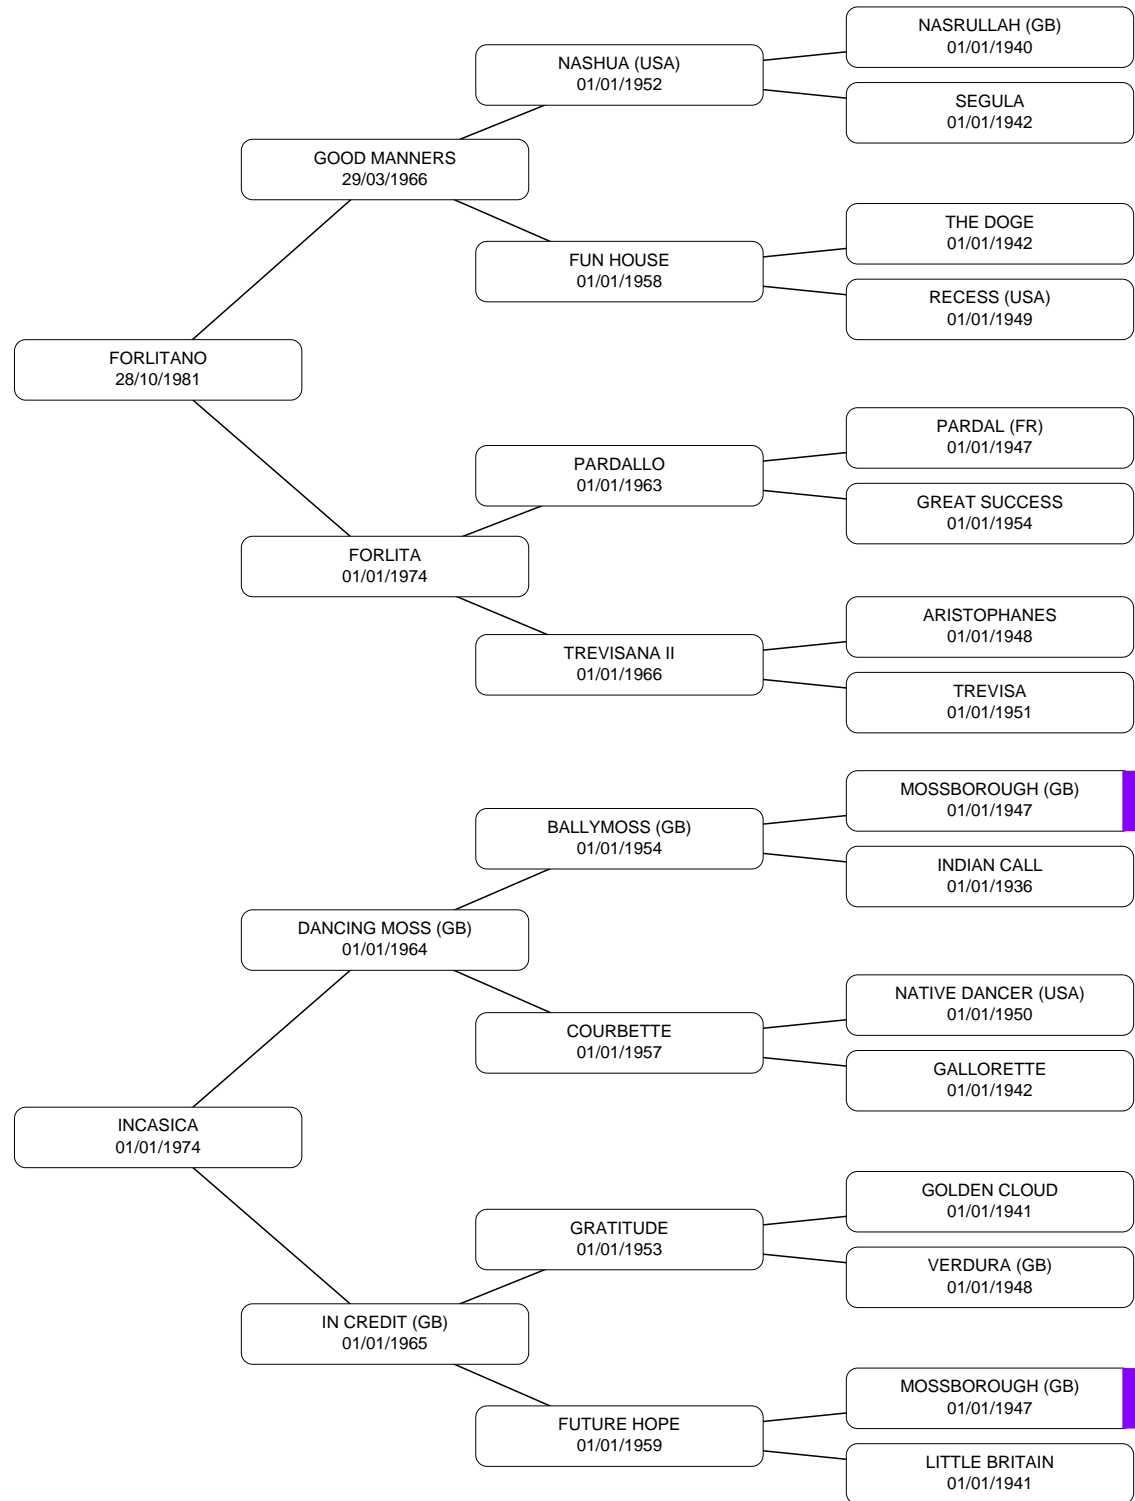 NASRULLAH (GB)
01/01/1940
NASHUA (USA)
01/01/1952
SEGULA
01/01/1942
GOOD MANNERS
29/03/1966
THE DOGE
01/01/1942
FUN HOUSE
01/01/1958
RECESS (USA)
01/01/1949
FORLITANO
28/10/1981
PARDAL (FR)
01/01/1947
PARDALLO
01/01/1963
GREAT SUCCESS
01/01/1954
FORLITA
01/01/1974
ARISTOPHANES
01/01/1948
TREVISANA II
01/01/1966
TREVISA
01/01/1951
MOSSBOROUGH (GB)
01/01/1947
BALLYMOSS (GB)
01/01/1954
INDIAN CALL
01/01/1936
DANCING MOSS (GB)
01/01/1964
NATIVE DANCER (USA)
01/01/1950
COURBETTE
01/01/1957
GALLORETTE
01/01/1942
INCASICA
01/01/1974
GOLDEN CLOUD
01/01/1941
GRATITUDE
01/01/1953
VERDURA (GB)
01/01/1948
IN CREDIT (GB)
01/01/1965
MOSSBOROUGH (GB)
01/01/1947
FUTURE HOPE
01/01/1959
LITTLE BRITAIN
01/01/1941